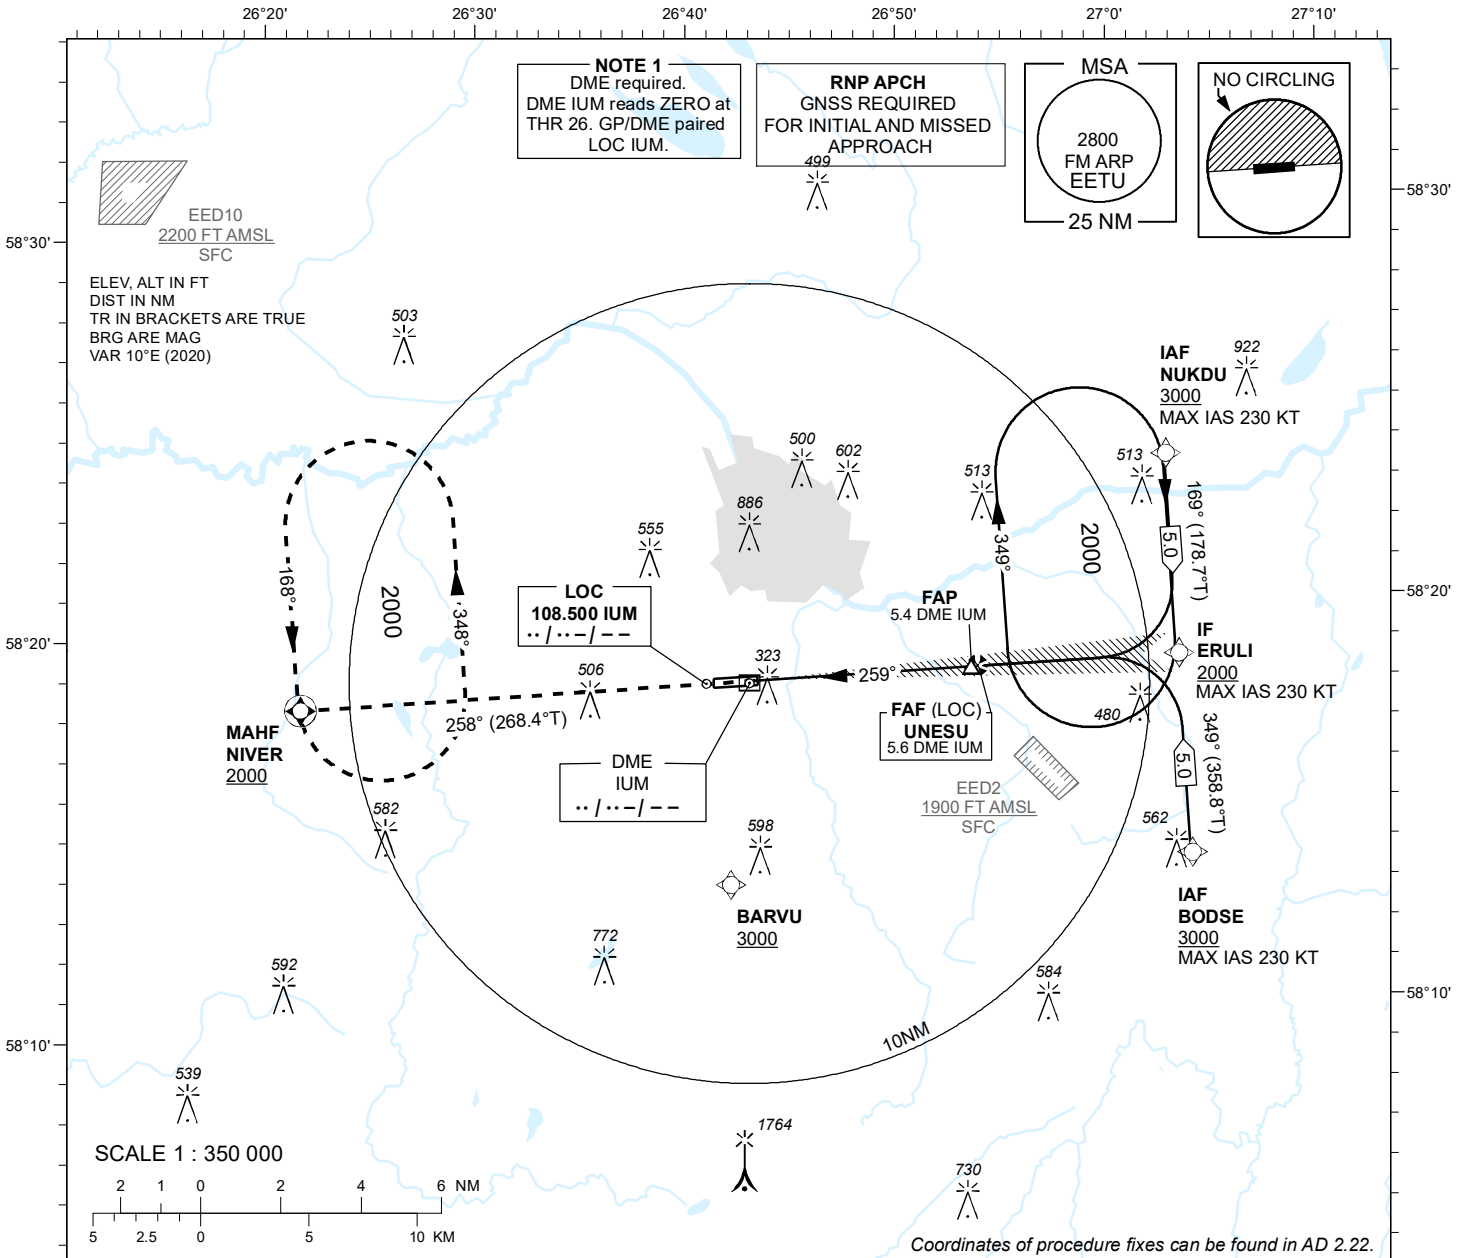 26°20'
26°30'
26°40'
26°50'
27°0'
27°10'
NOTE 1
DME required.
DME IUM reads ZERO at
THR 26. GP/DME paired
LOC IUM.
RNP APCH
GNSS REQUIRED
FOR INITIAL AND MISSED
APPROACH
MSA
2800
FM ARP
EETU
25 NM
NO CIRCLING
499
58°30'
EED10
2200 FT AMSL
SFC
58°30'
ELEV, ALT IN FT
DIST IN NM
TR IN BRACKETS ARE TRUE
BRG ARE MAG
VAR 10°E (2020)
503
IAF
NUKDU
3000
MAX IAS 230 KT
922
500
602
513
513
886
555
169° (178.7°T)
5.0
2000
349°
168°
2000
348°
LOC
108.500 IUM
FAP
5.4 DME IUM
58°20'
58°20'
IF
ERULI
2000
MAX IAS 230 KT
323
506
259°
258° (268.4°T)
MAHF
NIVER
2000
FAF (LOC)
UNESU
5.6 DME IUM
480
349° (358.8°T)
5.0
DME
IUM
EED2
1900 FT AMSL
SFC
582
598
562
BARVU
3000
IAF
BODSE
3000
MAX IAS 230 KT
772
592
584
58°10'
10NM
58°10'
539
1764
730
SCALE 1 : 350 000
2 1 0 2 4 6 NM
5 2.5 0 5 10 KM
Coordinates of procedure fixes can be found in AD 2.22.